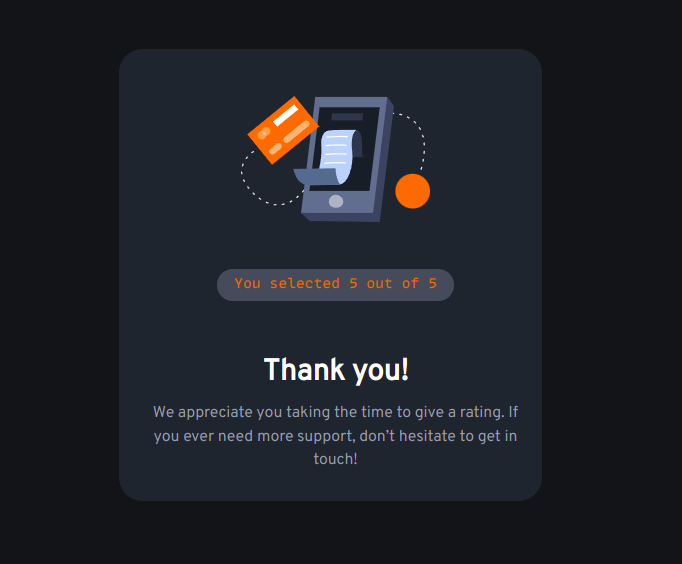 You selected 5 out of 5
Thank you!
We appreciate you taking the time to give a rating. If
you ever need more support, don’t hesitate to get in
touch!